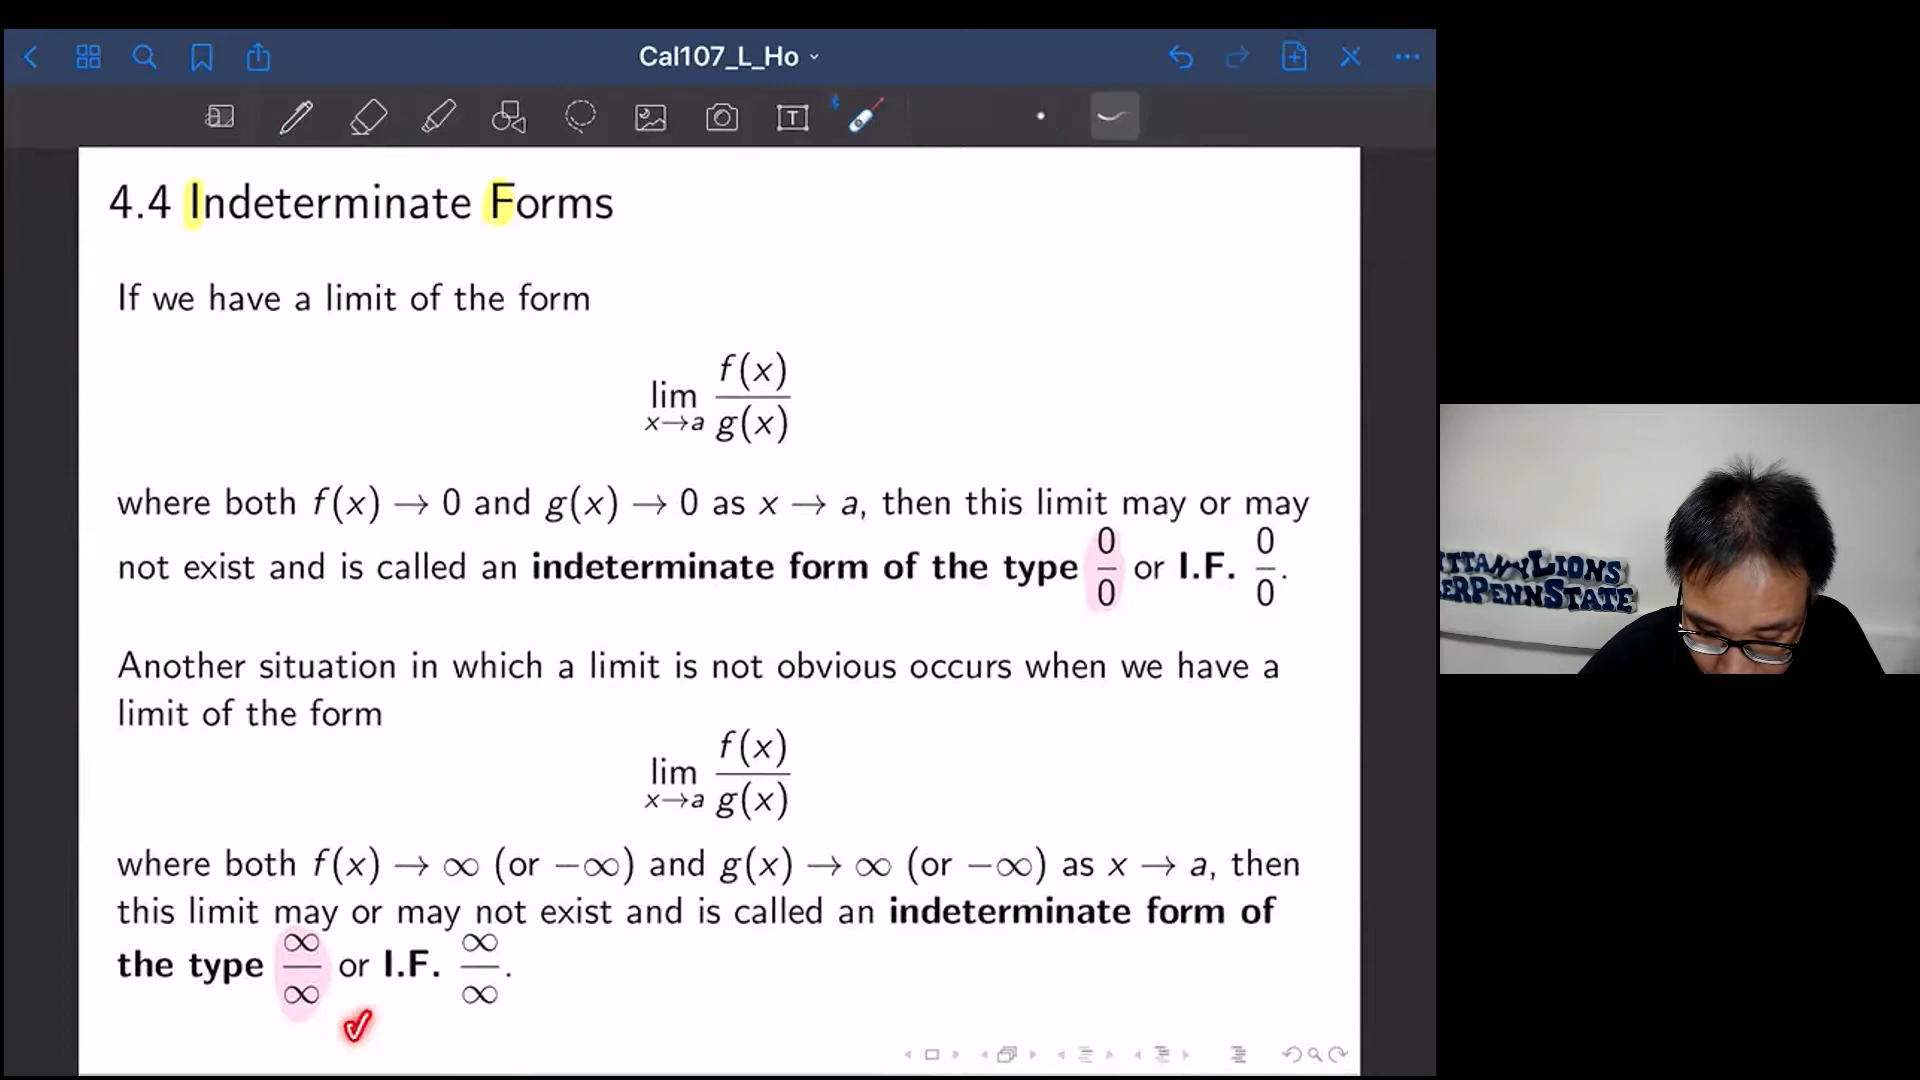 Cal107_L_Ho
T
4.4 Indeterminate Forms
If we have a limit of the form
lim x→a f(x)/g(x)
where both f(x) → 0 and g(x) → 0 as x → a, then this limit may or may
not exist and is called an indeterminate form of the type 0/0 or I.F. 0/0.
Another situation in which a limit is not obvious occurs when we have a
limit of the form
lim x→a f(x)/g(x)
where both f(x) → ∞ (or −∞) and g(x) → ∞ (or −∞) as x → a, then
this limit may or may not exist and is called an indeterminate form of
the type ∞/∞ or I.F. ∞/∞.
TTANY LIONS
ERPENNSTATE